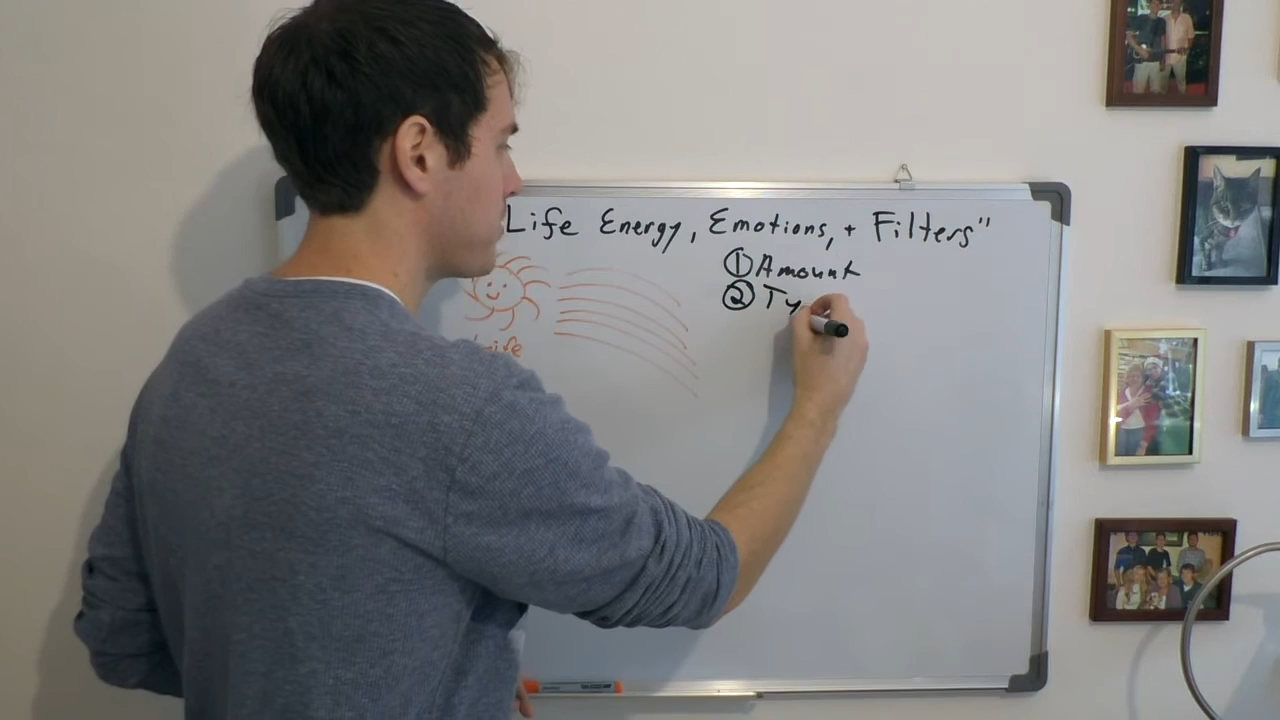 Life Energy, Emotions, + Filters"
① Amount
② Ty
Life